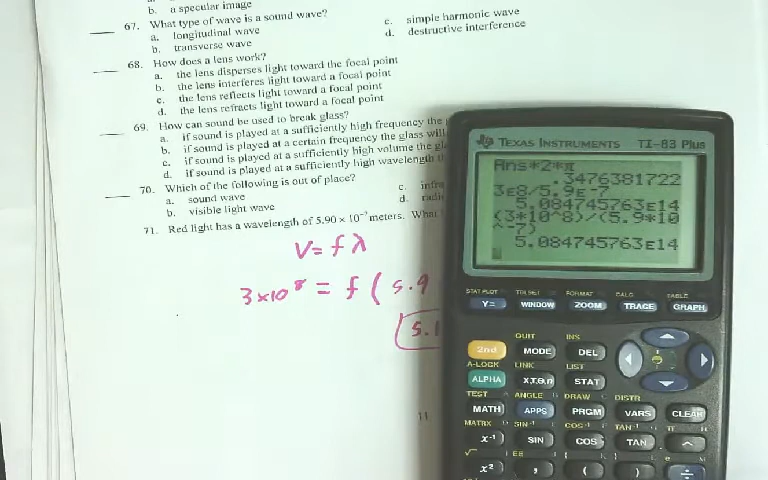 b. a specular image
67. What type of wave is a sound wave?
a. longitudinal wave
b. transverse wave
c. simple harmonic wave
d. destructive interference
68. How does a lens work?
a. the lens disperses light toward the focal point
b. the lens interferes light toward a focal point
c. the lens reflects light toward a focal point
d. the lens refracts light toward a focal point
69. How can sound be used to break glass?
a. if sound is played at a sufficiently high frequency the
b. if sound is played at a certain frequency the glass will
c. if sound is played at a sufficiently high volume the
d. if sound is played at a sufficiently high wavelength
70. Which of the following is out of place?
a. sound wave
b. visible light wave
c. infra
d. radi
71. Red light has a wavelength of 5.90 × 10⁻⁷ meters. What
V = f λ
3×10⁸ = f ( 5.9
5.1
11
TEXAS INSTRUMENTS TI-83 Plus
Ans*2*π
.3476381722
3E8/5.9E-7
5.084745763E14
(3*10^8)/(5.9*10
^-7)
5.084745763E14
STAT PLOT TBLSET FORMAT CALC TABLE
Y= WINDOW ZOOM TRACE GRAPH
QUIT INS
2nd MODE DEL
A-LOCK LINK LIST
ALPHA X,T,θ,n STAT
TEST ANGLE DRAW DISTR
MATH APPS PRGM VARS CLEAR
MATRIX SIN⁻¹ COS⁻¹ TAN⁻¹ π
x⁻¹ SIN COS TAN ^
√ EE { } e
x² , ( ) ÷